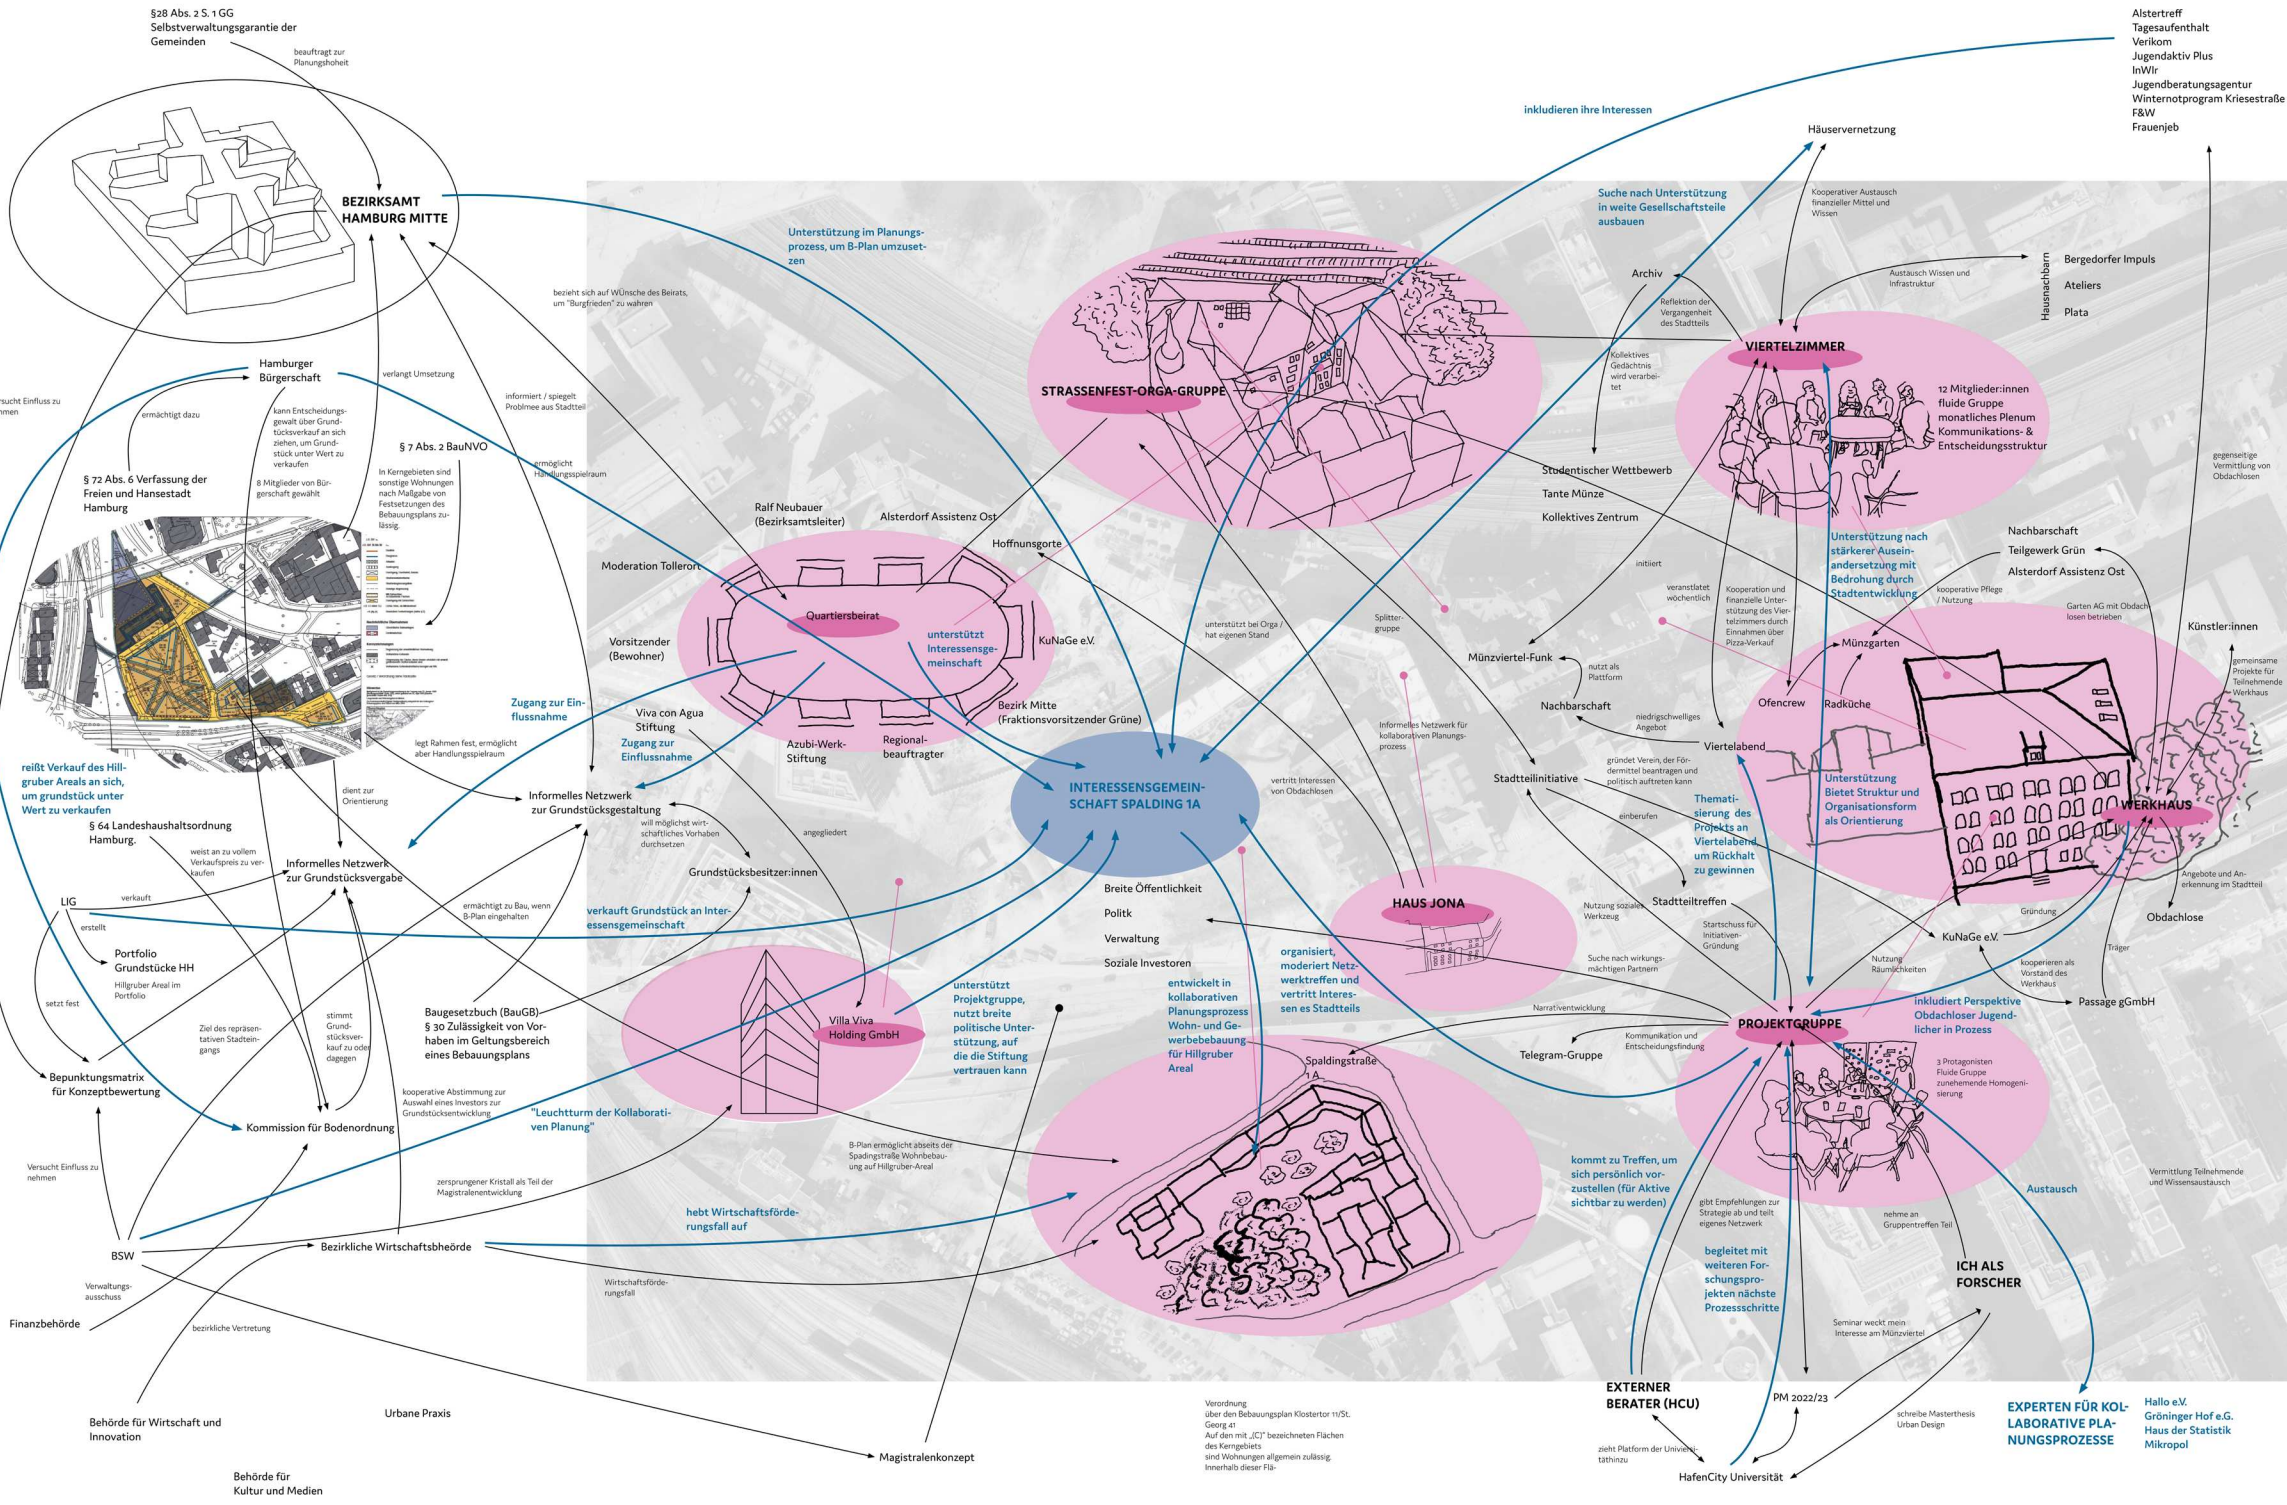 §28 Abs. 2 S. 1 GG
Selbstverwaltungsgarantie der
Gemeinden
beauftragt zur
Planungshoheit
BEZIRKSAMT
HAMBURG MITTE
Hamburger
Bürgerschaft
ermächtigt dazu
verlangt Umsetzung
kann Entscheidungs-
gewalt über Grund-
tücksverkauf an sich
ziehen, um Grund-
stück unter Wert zu
verkaufen
8 Mitglieder von Bür-
gerschaft gewählt
§ 72 Abs. 6 Verfassung der
Freien und Hansestadt
Hamburg
§ 7 Abs. 2 BauNVO
In Kerngebieten sind
sonstige Wohnungen
nach Maßgabe von
Festsetzungen des
Bebauungsplans zu-
lässig.
rsucht Einfluss zu
hmen
bezieht sich auf WÜnsche des Beirats,
um "Burgfrieden" zu wahren
informiert / spiegelt
Problmee aus Stadtteil
ermöglicht
Handlungsspielraum
Unterstützung im Planungs-
prozess, um B-Plan umzuset-
zen
Ralf Neubauer
(Bezirksamtsleiter)
Alsterdorf Assistenz Ost
Hoffnunsgorte
Moderation Tollerort
Quartiersbeirat
Vorsitzender
(Bewohner)
KuNaGe e.V.
unterstützt
Interessensge-
meinschaft
Bezirk Mitte
(Fraktionsvorsitzender Grüne)
Regional-
beauftragter
Azubi-Werk-
Stiftung
Viva con Agua
Stiftung
Zugang zur Ein-
flussnahme
Zugang zur
Einflussnahme
legt Rahmen fest, ermöglicht
aber Handlungsspielraum
reißt Verkauf des Hill-
gruber Areals an sich,
um grundstück unter
Wert zu verkaufen
dient zur
Orientierung
Informelles Netzwerk
zur Grundstücksgestaltung
will möglichst wirt-
schaftliches Vorhaben
durchsetzen
angegliedert
Grundstücksbesitzer:innen
§ 64 Landeshaushaltsordnung
Hamburg.
weist an zu vollem
Verkaufspreis zu ver-
kaufen
Informelles Netzwerk
zur Grundstücksvergabe
LIG
verkauft
erstellt
Portfolio
Grundstücke HH
Hillgruber Areal im
Portfolio
setzt fest
ermächtigt zu Bau, wenn
B-Plan eingehalten
verkauft Grundstück an Inter-
essensgemeinschaft
Baugesetzbuch (BauGB)
§ 30 Zulässigkeit von Vor-
haben im Geltungsbereich
eines Bebauungsplans
Ziel des repräsen-
tativen Stadtein-
gangs
stimmt
Grund-
stücksver-
kauf zu oder
dagegen
Bepunktungsmatrix
für Konzeptbewertung
Kommission für Bodenordnung
kooperative Abstimmung zur
Auswahl eines Investors zur
Grundstücksentwicklung
"Leuchtturm der Kollaborati-
ven Planung"
Versucht Einfluss zu
nehmen
zersprungener Kristall als Teil der
Magistralenentwicklung
hebt Wirtschaftsförde-
rungsfall auf
BSW
Bezirkliche Wirtschaftsbheörde
Verwaltungs-
ausschuss
Wirtschaftsförde-
rungsfall
Finanzbehörde
bezirkliche Vertretung
Behörde für Wirtschaft und
Innovation
Urbane Praxis
Behörde für
Kultur und Medien
Magistralenkonzept
Villa Viva
Holding GmbH
unterstützt
Projektgruppe,
nutzt breite
politische Unter-
stützung, auf
die die Stiftung
vertrauen kann
B-Plan ermöglicht abseits der
Spadingstraße Wohnbebau-
ung auf Hillgruber-Areal
STRASSENFEST-ORGA-GRUPPE
INTERESSENSGEMEIN-
SCHAFT SPALDING 1A
Breite Öffentlichkeit
Politk
Verwaltung
Soziale Investoren
entwickelt in
kollaborativen
Planungsprozess
Wohn- und Ge-
werbebebauung
für Hillgruber
Areal
organisiert,
moderiert Netz-
werktreffen und
vertritt Interes-
sen es Stadtteils
unterstützt bei Orga /
hat eigenen Stand
vertritt Interessen
von Obdachlosen
Splitter-
gruppe
Informelles Netzwerk für
kollaborativen Planungs-
prozess
HAUS JONA
Spaldingstraße
1 A
Verordnung
über den Bebauungsplan Klostertor 11/St.
Georg 41
Auf den mit „(C)“ bezeichneten Flächen
des Kerngebiets
sind Wohnungen allgemein zulässig.
Innerhalb dieser Flä-
inkludieren ihre Interessen
Alstertreff
Tagesaufenthalt
Verikom
Jugendaktiv Plus
InWIr
Jugendberatungsagentur
Winternotprogram Kriesestraße
F&W
Frauenjeb
Häuservernetzung
Suche nach Unterstützung
in weite Gesellschaftsteile
ausbauen
Kooperativer Austausch
finanzieller Mittel und
Wissen
Archiv
Reflektion der
Vergangenheit
des Stadtteils
Austausch Wissen und
Infrastruktur
Hausnachbarn
Bergedorfer Impuls
Ateliers
Plata
VIERTELZIMMER
12 Mitglieder:innen
fluide Gruppe
monatliches Plenum
Kommunikations- &
Entscheidungsstruktur
Kollektives
Gedächtnis
wird verarbei-
tet
Studentischer Wettbewerb
Tante Münze
Kollektives Zentrum
gegenseitige
Vermittlung von
Obdachlosen
initiiert
veranstlatet
wöchentlich
Kooperation und
finanzielle Unter-
stützung des Vier-
telzimmers durch
Einnahmen über
Pizza-Verkauf
Unterstützung nach
stärkerer Ausein-
andersetzung mit
Bedrohung durch
Stadtentwicklung
Nachbarschaft
Teilgewerk Grün
Alsterdorf Assistenz Ost
kooperative Pflege
/ Nutzung
Garten AG mit Obdach-
losen betrieben
Künstler:innen
gemeinsame
Projekte für
Teilnehmende
Werkhaus
Münzgarten
Münzviertel-Funk
nutzt als
Plattform
Nachbarschaft
Ofencrew
Radküche
niedrigschwelliges
Angebot
Viertelabend
Stadtteilinitiative
gründet Verein, der För-
dermittel beantragen und
politisch auftreten kann
Unterstützung
Bietet Struktur und
Organisationsform
als Orientierung
WERKHAUS
Themati-
sierung des
Projekts an
Viertelabend,
um Rückhalt
zu gewinnen
einberufen
Nutzung soziales
Werkzeug
Stadtteiltreffen
Startschuss für
Initiativen-
Gründung
Angebote und An-
erkennung im Stadtteil
Obdachlose
Gründung
KuNaGe e.V.
Träger
Nutzung
Räumlichkeiten
kooperieren als
Vorstand des
Werkhaus
Passage gGmbH
Suche nach wirkungs-
mächtigen Partnern
Narrativentwicklung
Kommunikation und
Entscheidungsfindung
Telegram-Gruppe
PROJEKTGRUPPE
inkludiert Perspektive
Obdachloser Jugend-
licher in Prozess
3 Protagonisten
Fluide Gruppe
zunehemende Homogeni-
sierung
kommt zu Treffen, um
sich persönlich vor-
zustellen (für Aktive
sichtbar zu werden)
gibt Empfehlungen zur
Strategie ab und teilt
eigenes Netzwerk
nehme an
Gruppentreffen Teil
Austausch
Vermittlung Teilnehmende
und Wissensaustausch
begleitet mit
weiteren For-
schungspro-
jekten nächste
Prozessschritte
ICH ALS
FORSCHER
Seminar weckt mein
Interesse am Münzviertel
EXTERNER
BERATER (HCU)
PM 2022/23
schreibe Masterthesis
Urban Design
zieht Platform der Universi-
täthinzu
HafenCity Universität
EXPERTEN FÜR KOL-
LABORATIVE PLA-
NUNGSPROZESSE
Hallo e.V.
Gröninger Hof e.G.
Haus der Statistik
Mikropol